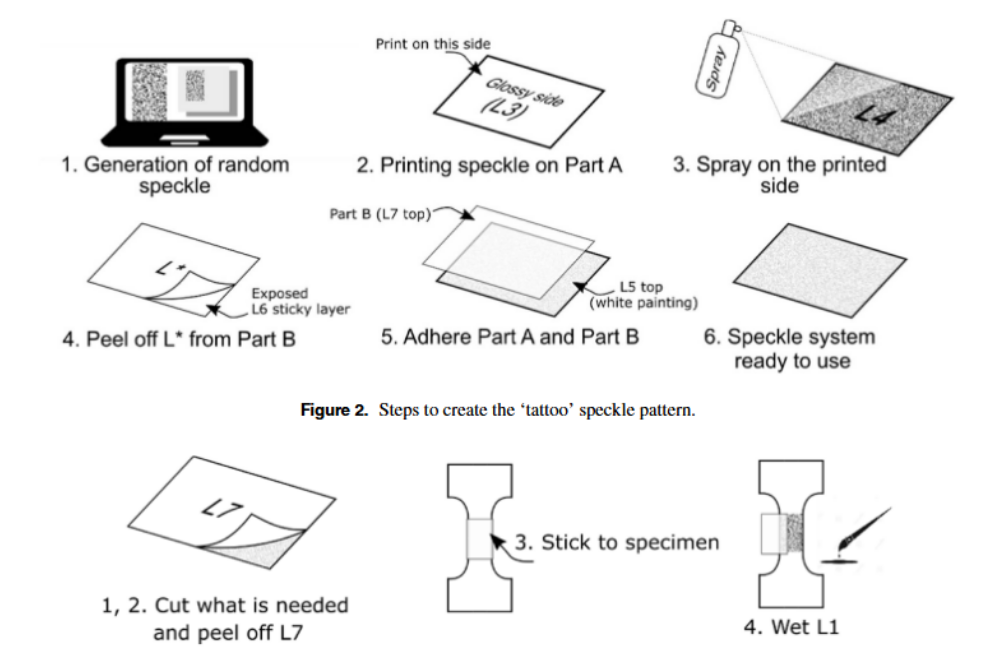 Print on this side
Glossy side
(L3)
Spray
L4
1. Generation of random
speckle
2. Printing speckle on Part A
3. Spray on the printed
side
Part B (L7 top)
L*
Exposed
L6 sticky layer
L5 top
(white painting)
4. Peel off L* from Part B
5. Adhere Part A and Part B
6. Speckle system
ready to use
Figure 2. Steps to create the ‘tattoo’ speckle pattern.
L7
3. Stick to specimen
1, 2. Cut what is needed
and peel off L7
4. Wet L1